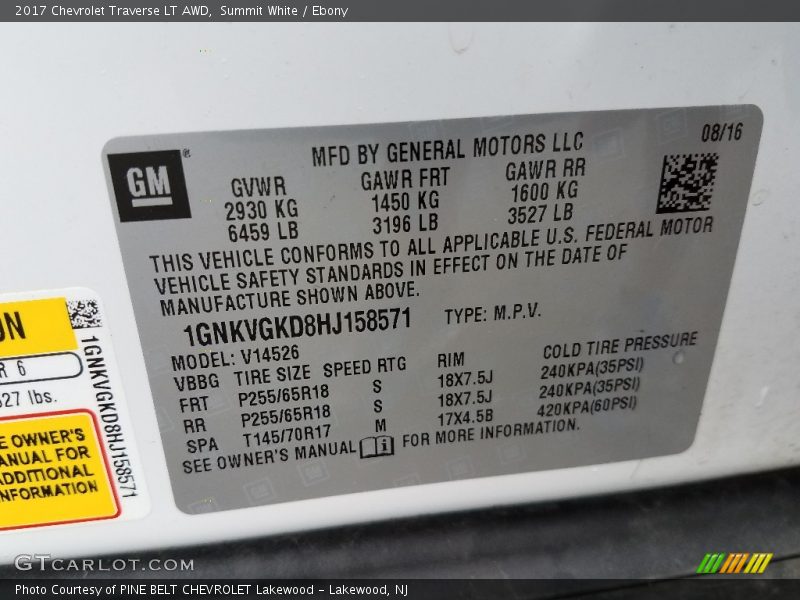 2017 Chevrolet Traverse LT AWD,  Summit White / Ebony
GM®
MFD BY GENERAL MOTORS LLC
08/16
GVWR GAWR FRT GAWR RR
2930 KG 1450 KG 1600 KG
6459 LB 3196 LB 3527 LB
THIS VEHICLE CONFORMS TO ALL APPLICABLE U.S. FEDERAL MOTOR
VEHICLE SAFETY STANDARDS IN EFFECT ON THE DATE OF
MANUFACTURE SHOWN ABOVE.
1GNKVGKD8HJ158571 TYPE: M.P.V.
MODEL: V14526
VBBG TIRE SIZE SPEED RTG RIM COLD TIRE PRESSURE
FRT P255/65R18 S 18X7.5J 240KPA(35PSI)
RR P255/65R18 S 18X7.5J 240KPA(35PSI)
SPA T145/70R17 M 17X4.5B 420KPA(60PSI)
SEE OWNER'S MANUAL i FOR MORE INFORMATION.
ON
R 6
27 lbs.
1GNKVGKD8HJ158571
E OWNER'S
ANUAL FOR
ADDITIONAL
NFORMATION
GTCARLOT.COM
Photo Courtesy of PINE BELT CHEVROLET Lakewood - Lakewood, NJ